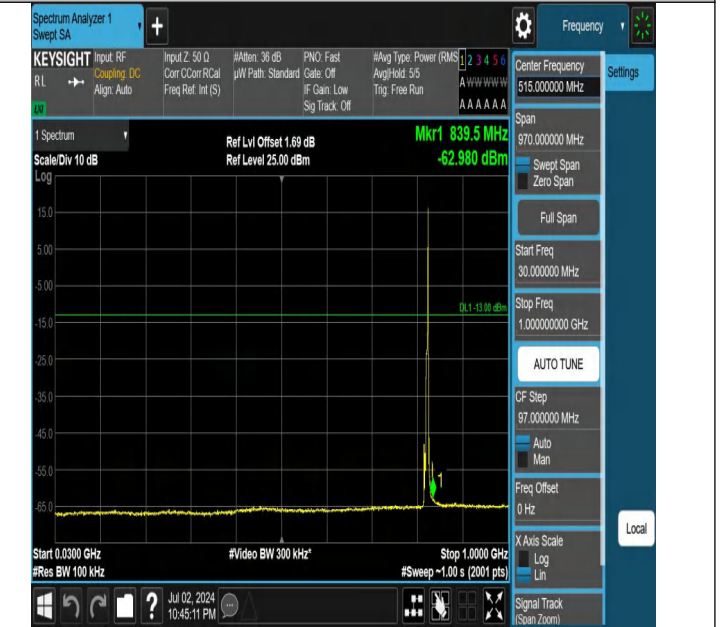 Spectrum Analyzer 1
Swept SA
+
Frequency
KEYSIGHT
RL
Input: RF
Coupling: DC
Align: Auto
Input Z: 50 Ω
Corr CCorr RCal
Freq Ref: Int (S)
#Atten: 36 dB
µW Path: Standard
PNO: Fast
Gate: Off
IF Gain: Low
Sig Track: Off
#Avg Type: Power (RMS
Avg|Hold: 5/5
Trig: Free Run
1 2 3 4 5 6
A W W W W W
A A A A A A
1 Spectrum
Scale/Div 10 dB
Log
Ref Lvl Offset 1.69 dB
Ref Level 25.00 dBm
Mkr1 839.5 MHz
-62.980 dBm
15.0
5.00
-5.00
-15.0
-25.0
-35.0
-45.0
-55.0
-65.0
DL1 -13.00 dBm
1
Start 0.0300 GHz
#Res BW 100 kHz
#Video BW 300 kHz*
Stop 1.0000 GHz
#Sweep ~1.00 s (2001 pts)
?
Jul 02, 2024
10:45:11 PM
Center Frequency
515.000000 MHz
Span
970.000000 MHz
Swept Span
Zero Span
Full Span
Start Freq
30.000000 MHz
Stop Freq
1.000000000 GHz
AUTO TUNE
CF Step
97.000000 MHz
Auto
Man
Freq Offset
0 Hz
X Axis Scale
Log
Lin
Signal Track
(Span Zoom)
Settings
Local